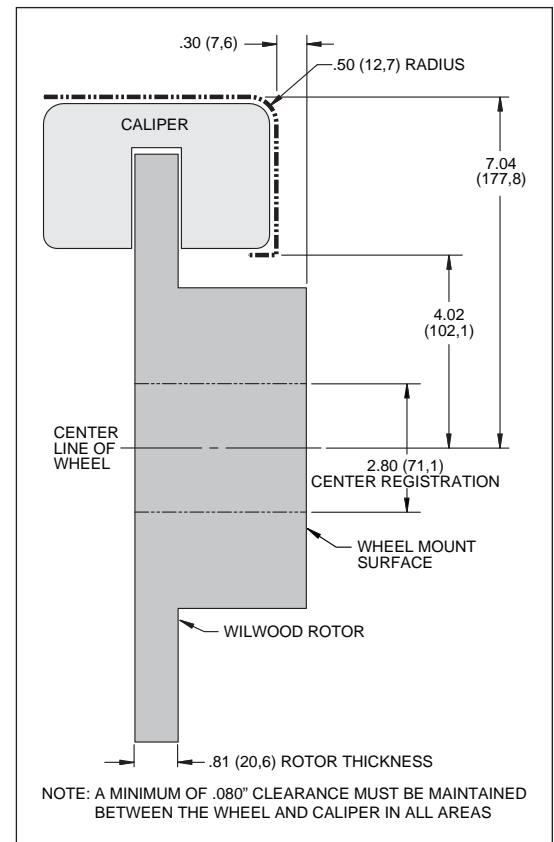 .30 (7,6)
.50 (12,7) RADIUS
CALIPER
7.04
(177,8)
4.02
(102,1)
CENTER
LINE OF
WHEEL
2.80 (71,1)
CENTER REGISTRATION
WHEEL MOUNT
SURFACE
WILWOOD ROTOR
.81 (20,6) ROTOR THICKNESS
NOTE: A MINIMUM OF .080" CLEARANCE MUST BE MAINTAINED
BETWEEN THE WHEEL AND CALIPER IN ALL AREAS